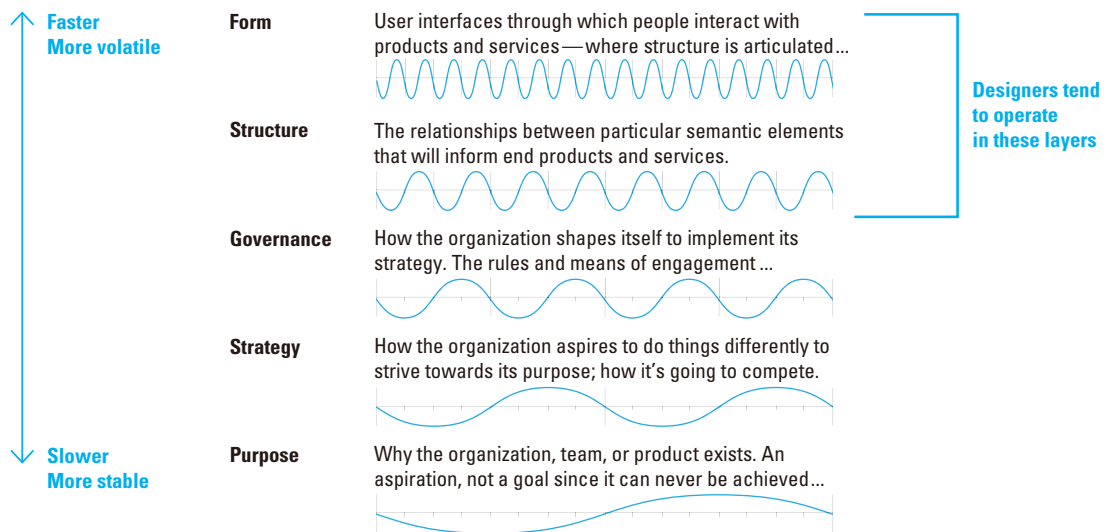 Faster
More volatile
Form
User interfaces through which people interact with
products and services—where structure is articulated...
Designers tend
to operate
in these layers
Structure
The relationships between particular semantic elements
that will inform end products and services.
Governance
How the organization shapes itself to implement its
strategy. The rules and means of engagement...
Strategy
How the organization aspires to do things differently to
strive towards its purpose; how it's going to compete.
Slower
More stable
Purpose
Why the organization, team, or product exists. An
aspiration, not a goal since it can never be achieved...